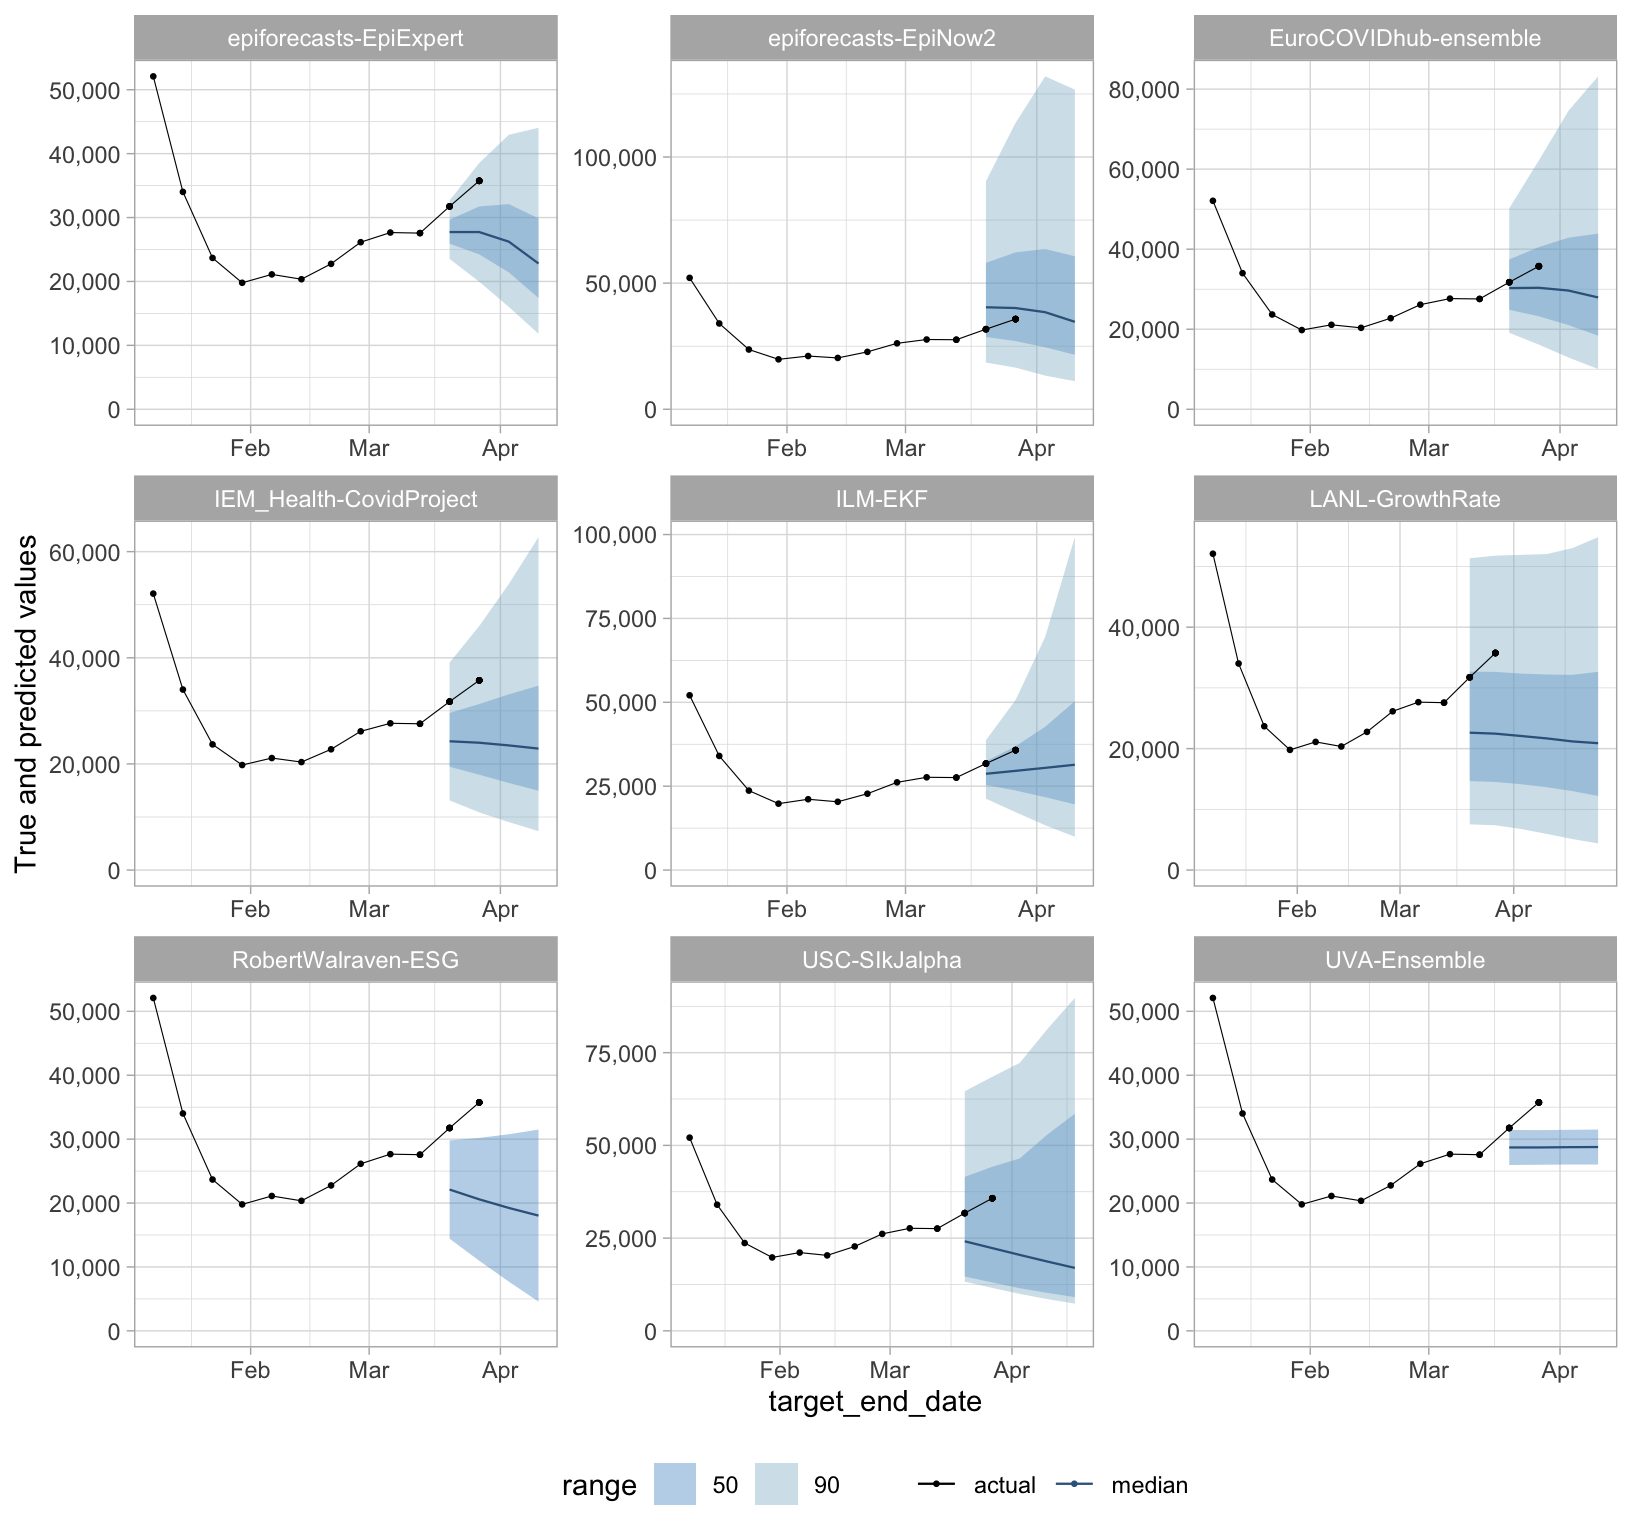 epiforecasts-EpiExpert
epiforecasts-EpiNow2
EuroCOVIDhub-ensemble
50,000
40,000
30,000
20,000
10,000
0
100,000
50,000
0
80,000
60,000
40,000
20,000
0
Feb Mar Apr
Feb Mar Apr
Feb Mar Apr
IEM_Health-CovidProject
ILM-EKF
LANL-GrowthRate
True and predicted values
60,000
40,000
20,000
0
100,000
75,000
50,000
25,000
0
40,000
20,000
0
Feb Mar Apr
Feb Mar Apr
Feb Mar Apr
RobertWalraven-ESG
USC-SIkJalpha
UVA-Ensemble
50,000
40,000
30,000
20,000
10,000
0
75,000
50,000
25,000
0
50,000
40,000
30,000
20,000
10,000
0
Feb Mar Apr
Feb Mar Apr
Feb Mar Apr
target_end_date
range 50 90 actual median